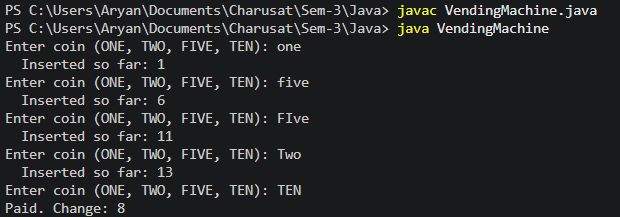 PS C:\Users\Aryan\Documents\Charusat\Sem-3\Java> javac VendingMachine.java
PS C:\Users\Aryan\Documents\Charusat\Sem-3\Java> java VendingMachine
Enter coin (ONE, TWO, FIVE, TEN): one
  Inserted so far: 1
Enter coin (ONE, TWO, FIVE, TEN): five
  Inserted so far: 6
Enter coin (ONE, TWO, FIVE, TEN): FIve
  Inserted so far: 11
Enter coin (ONE, TWO, FIVE, TEN): Two
  Inserted so far: 13
Enter coin (ONE, TWO, FIVE, TEN): TEN
Paid. Change: 8